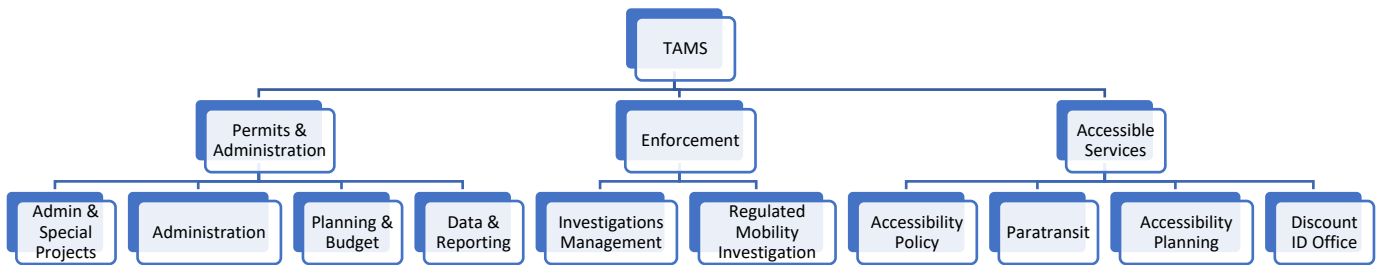 TAMS
Permits &
Administration
Enforcement
Accessible
Services
Admin &
Special
Projects
Administration
Planning &
Budget
Data &
Reporting
Investigations
Management
Regulated
Mobility
Investigation
Accessibility
Policy
Paratransit
Accessibility
Planning
Discount
ID Office